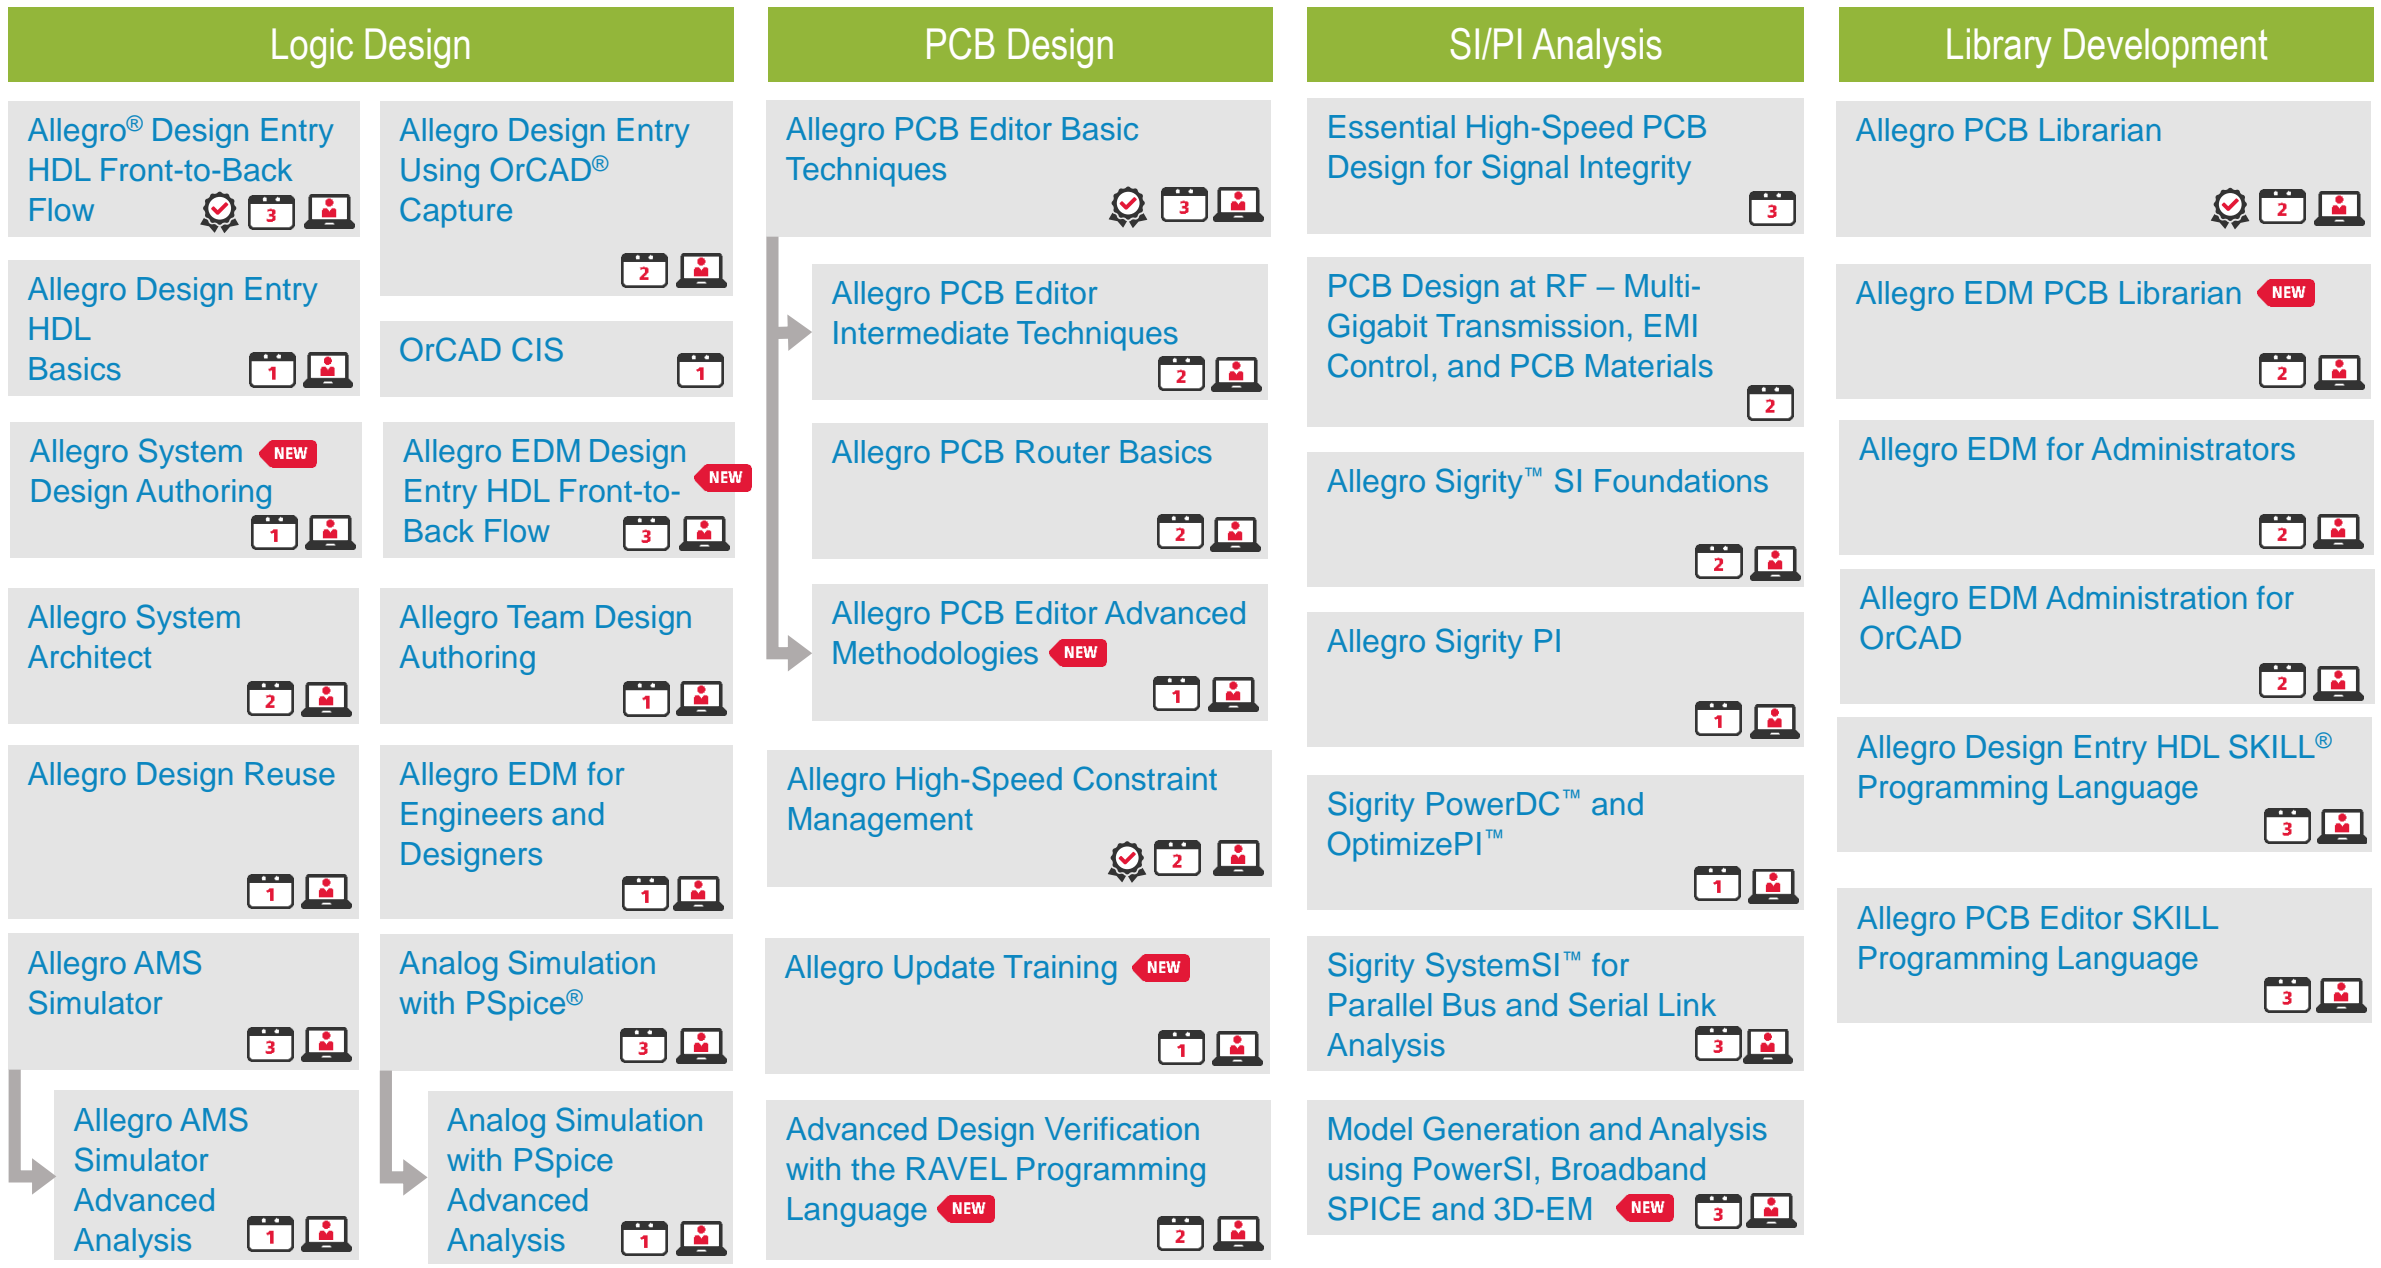 Logic Design
Allegro® Design Entry
HDL Front-to-Back
Flow
3
Allegro Design Entry
HDL
Basics
1
Allegro System NEW
Design Authoring
1
Allegro System
Architect
2
Allegro Design Reuse
1
Allegro AMS
Simulator
3
Allegro AMS
Simulator
Advanced
Analysis
1
Allegro Design Entry
Using OrCAD®
Capture
2
OrCAD CIS
1
Allegro EDM Design
Entry HDL Front-to- NEW
Back Flow
3
Allegro Team Design
Authoring
1
Allegro EDM for
Engineers and
Designers
1
Analog Simulation
with PSpice®
3
Analog Simulation
with PSpice
Advanced
Analysis
1
PCB Design
Allegro PCB Editor Basic
Techniques
3
Allegro PCB Editor
Intermediate Techniques
2
Allegro PCB Router Basics
2
Allegro PCB Editor Advanced
Methodologies NEW
1
Allegro High-Speed Constraint
Management
2
Allegro Update Training NEW
1
Advanced Design Verification
with the RAVEL Programming
Language NEW
2
SI/PI Analysis
Essential High-Speed PCB
Design for Signal Integrity
3
PCB Design at RF – Multi-
Gigabit Transmission, EMI
Control, and PCB Materials
2
Allegro Sigrity™ SI Foundations
2
Allegro Sigrity PI
1
Sigrity PowerDC™ and
OptimizePI™
1
Sigrity SystemSI™ for
Parallel Bus and Serial Link
Analysis
3
Model Generation and Analysis
using PowerSI, Broadband
SPICE and 3D-EM NEW
3
Library Development
Allegro PCB Librarian
2
Allegro EDM PCB Librarian NEW
2
Allegro EDM for Administrators
2
Allegro EDM Administration for
OrCAD
2
Allegro Design Entry HDL SKILL®
Programming Language
3
Allegro PCB Editor SKILL
Programming Language
3